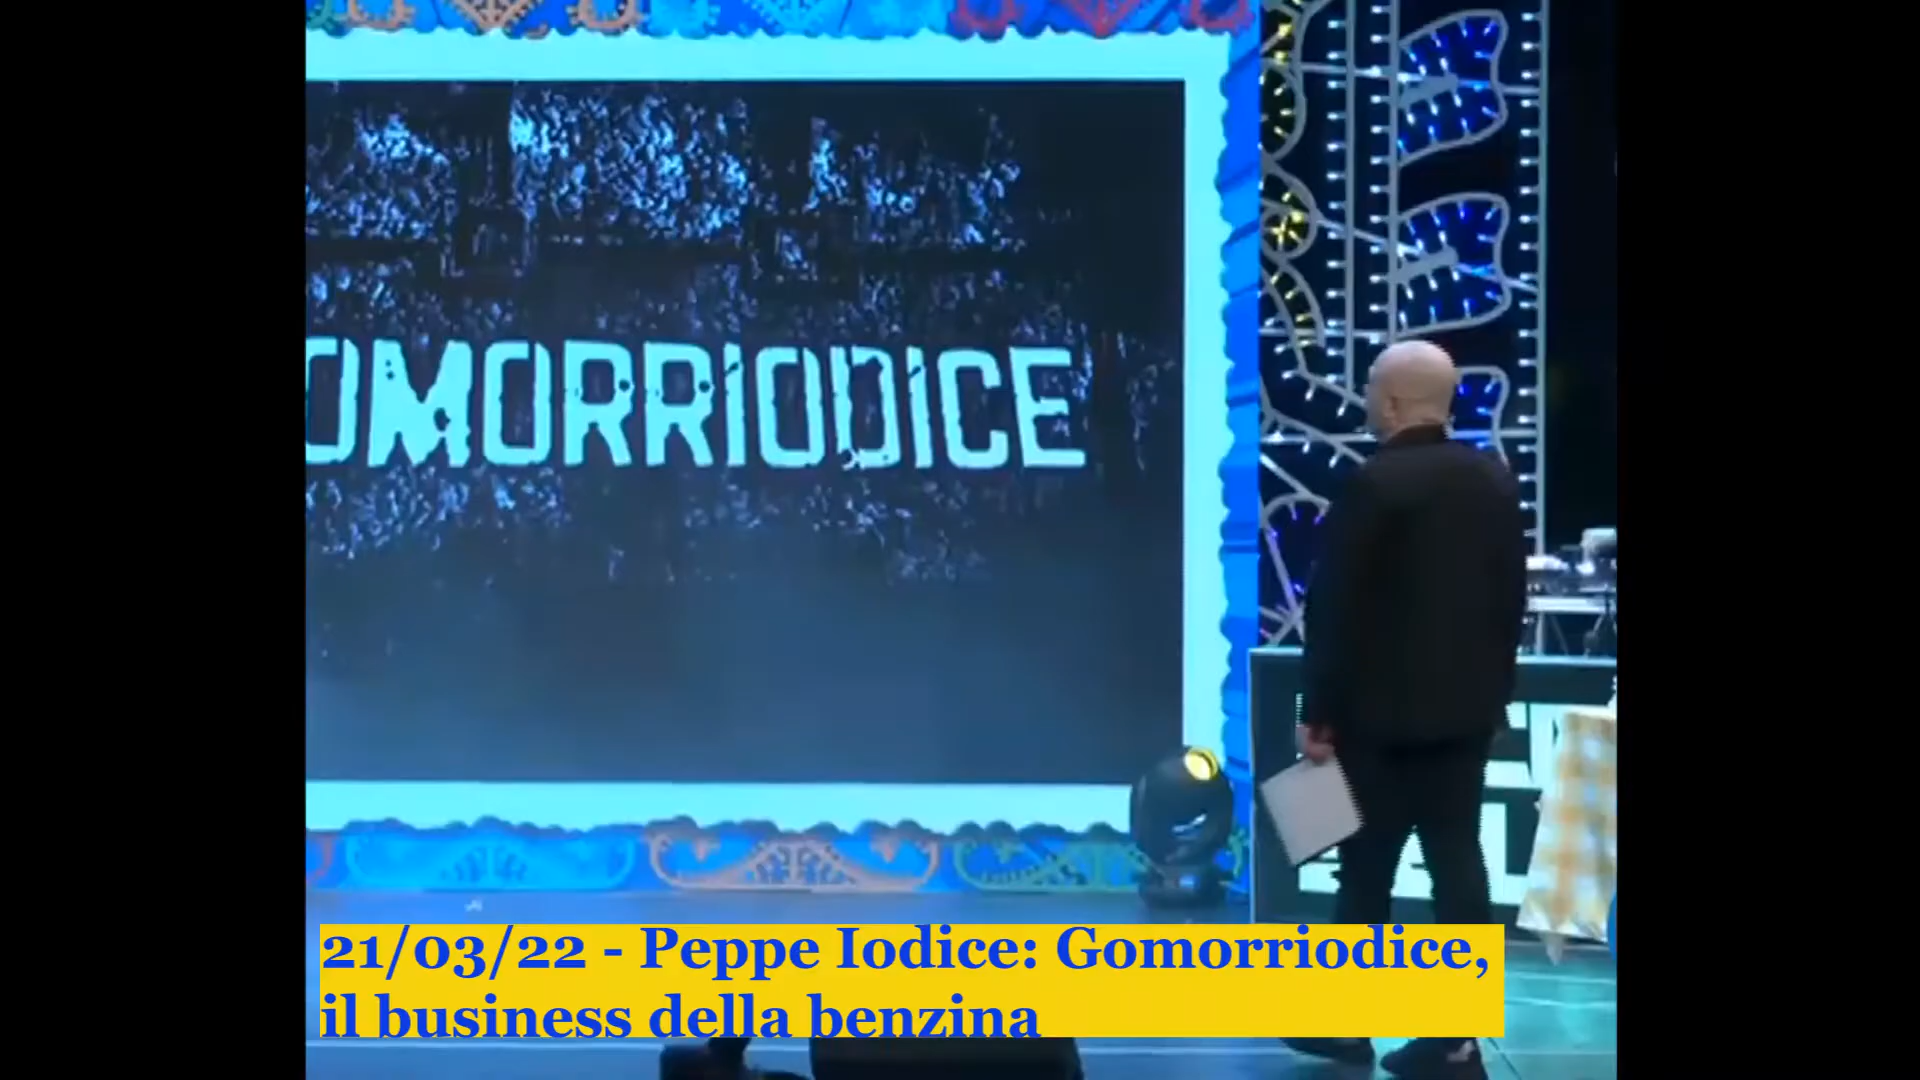 OMORRIODICE
21/03/22 - Peppe Iodice: Gomorriodice,
il business della benzina